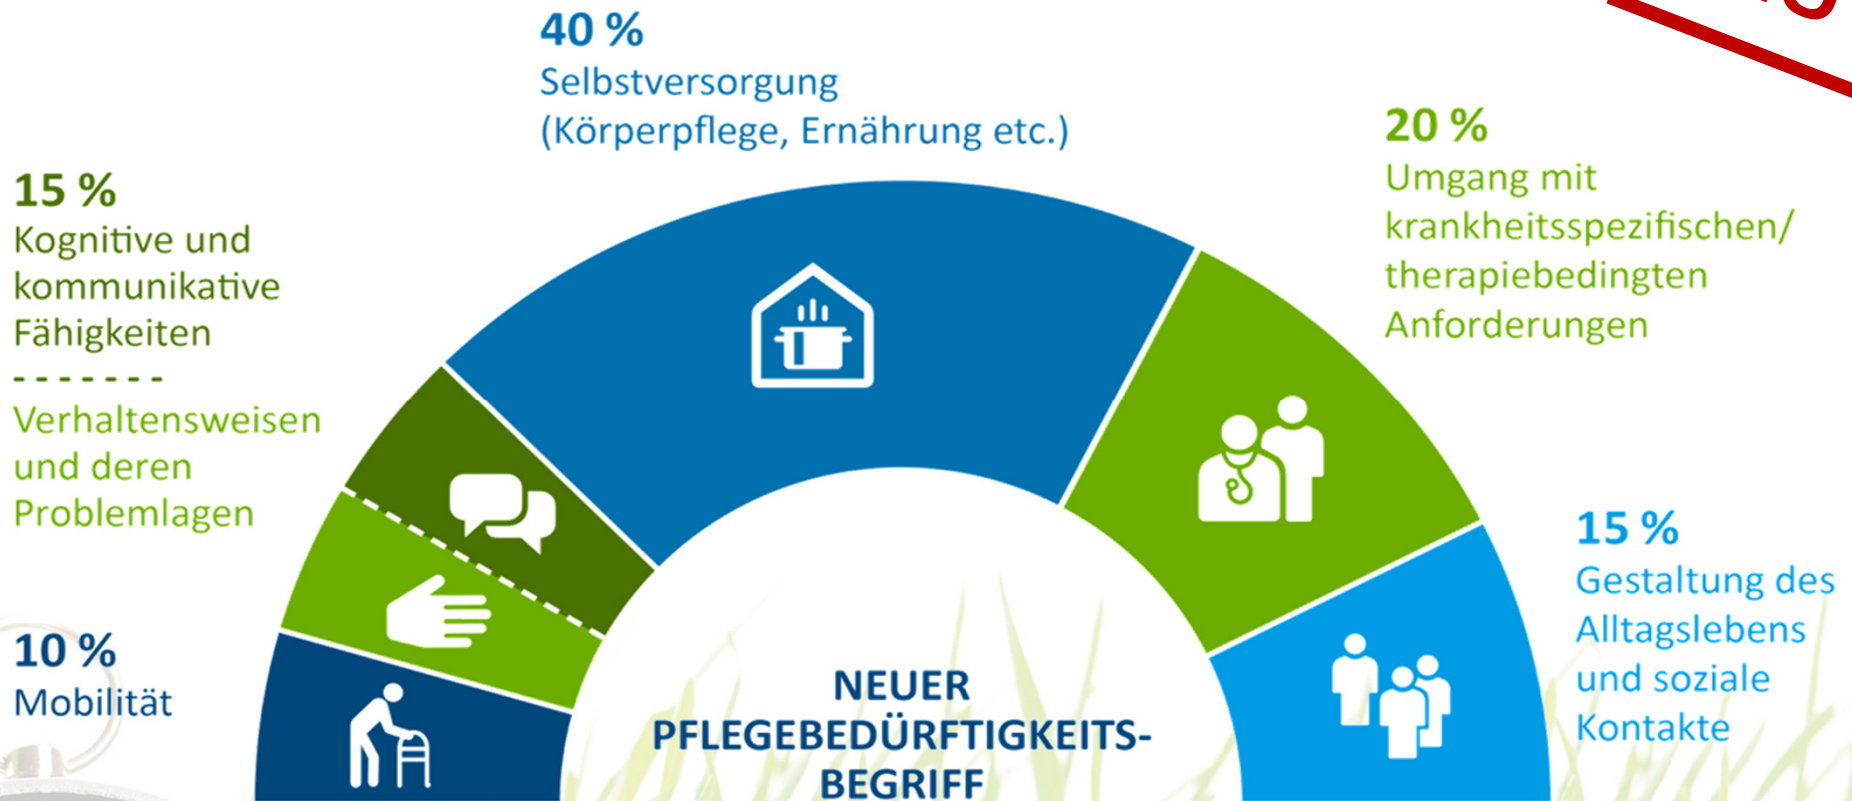 40 %
Selbstversorgung
(Körperpflege, Ernährung etc.)
20 %
Umgang mit
krankheitsspezifischen/
therapiebedingten
Anforderungen
15 %
Kognitive und
kommunikative
Fähigkeiten
- - - - - - -
Verhaltensweisen
und deren
Problemlagen
10 %
Mobilität
15 %
Gestaltung des
Alltagslebens
und soziale
Kontakte
NEUER
PFLEGEBEDÜRFTIGKEITS-
BEGRIFF